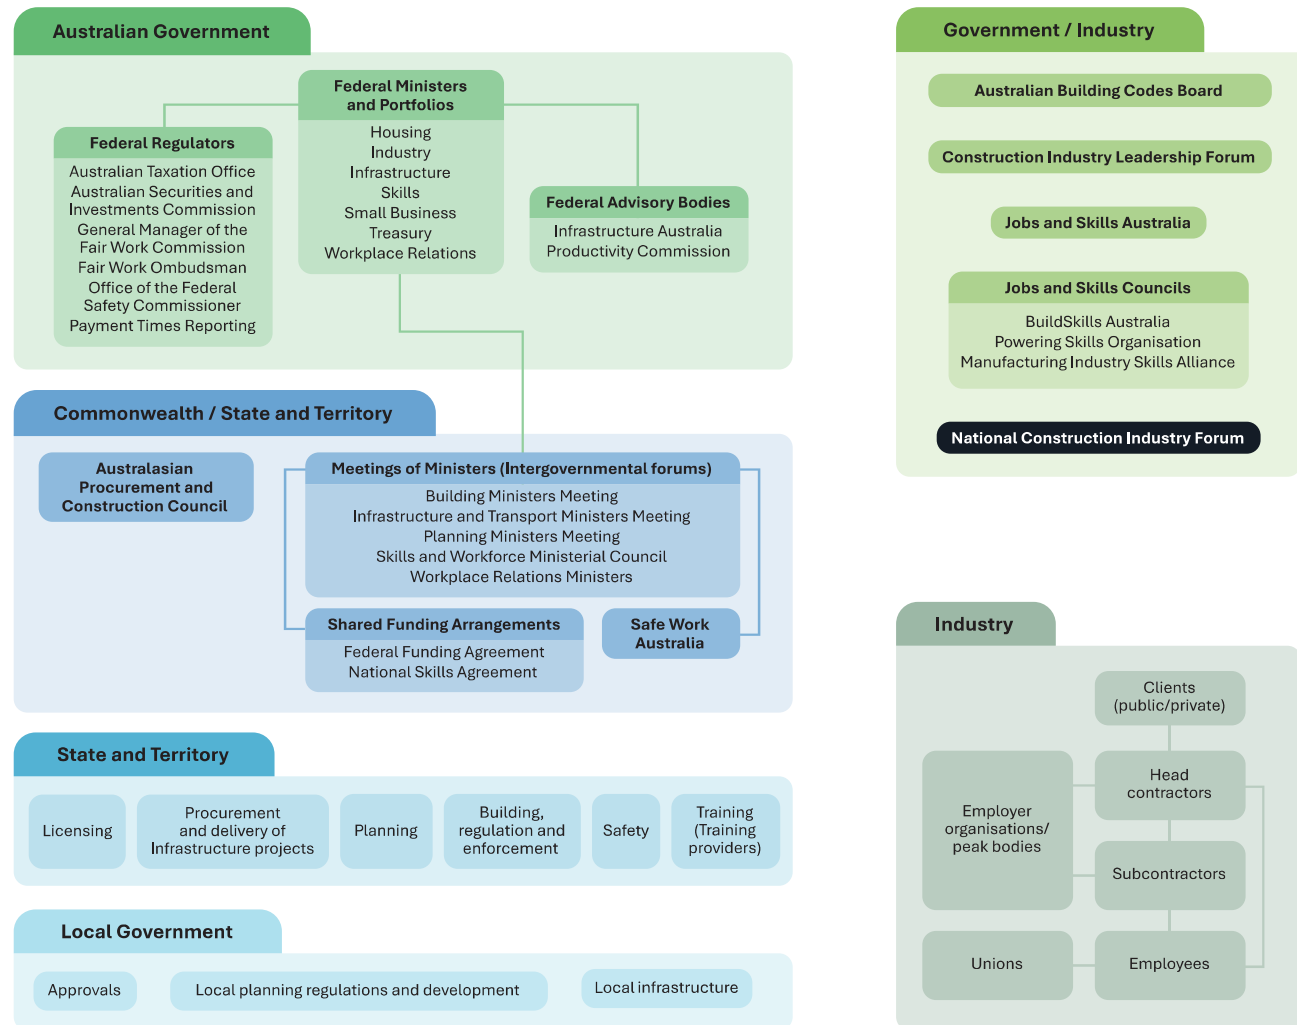 Australian Government
Federal Ministers
and Portfolios
Housing
Industry
Infrastructure
Skills
Small Business
Treasury
Workplace Relations
Federal Regulators
Australian Taxation Office
Australian Securities and
Investments Commission
General Manager of the
Fair Work Commission
Fair Work Ombudsman
Office of the Federal
Safety Commissioner
Payment Times Reporting
Federal Advisory Bodies
Infrastructure Australia
Productivity Commission
Commonwealth / State and Territory
Australasian
Procurement and
Construction Council
Meetings of Ministers (Intergovernmental forums)
Building Ministers Meeting
Infrastructure and Transport Ministers Meeting
Planning Ministers Meeting
Skills and Workforce Ministerial Council
Workplace Relations Ministers
Shared Funding Arrangements
Federal Funding Agreement
National Skills Agreement
Safe Work
Australia
State and Territory
Licensing
Procurement
and delivery of
Infrastructure projects
Planning
Building,
regulation and
enforcement
Safety
Training
(Training
providers)
Local Government
Approvals
Local planning regulations and development
Local infrastructure
Government / Industry
Australian Building Codes Board
Construction Industry Leadership Forum
Jobs and Skills Australia
Jobs and Skills Councils
BuildSkills Australia
Powering Skills Organisation
Manufacturing Industry Skills Alliance
National Construction Industry Forum
Industry
Clients
(public/private)
Head
contractors
Employer
organisations/
peak bodies
Subcontractors
Unions
Employees